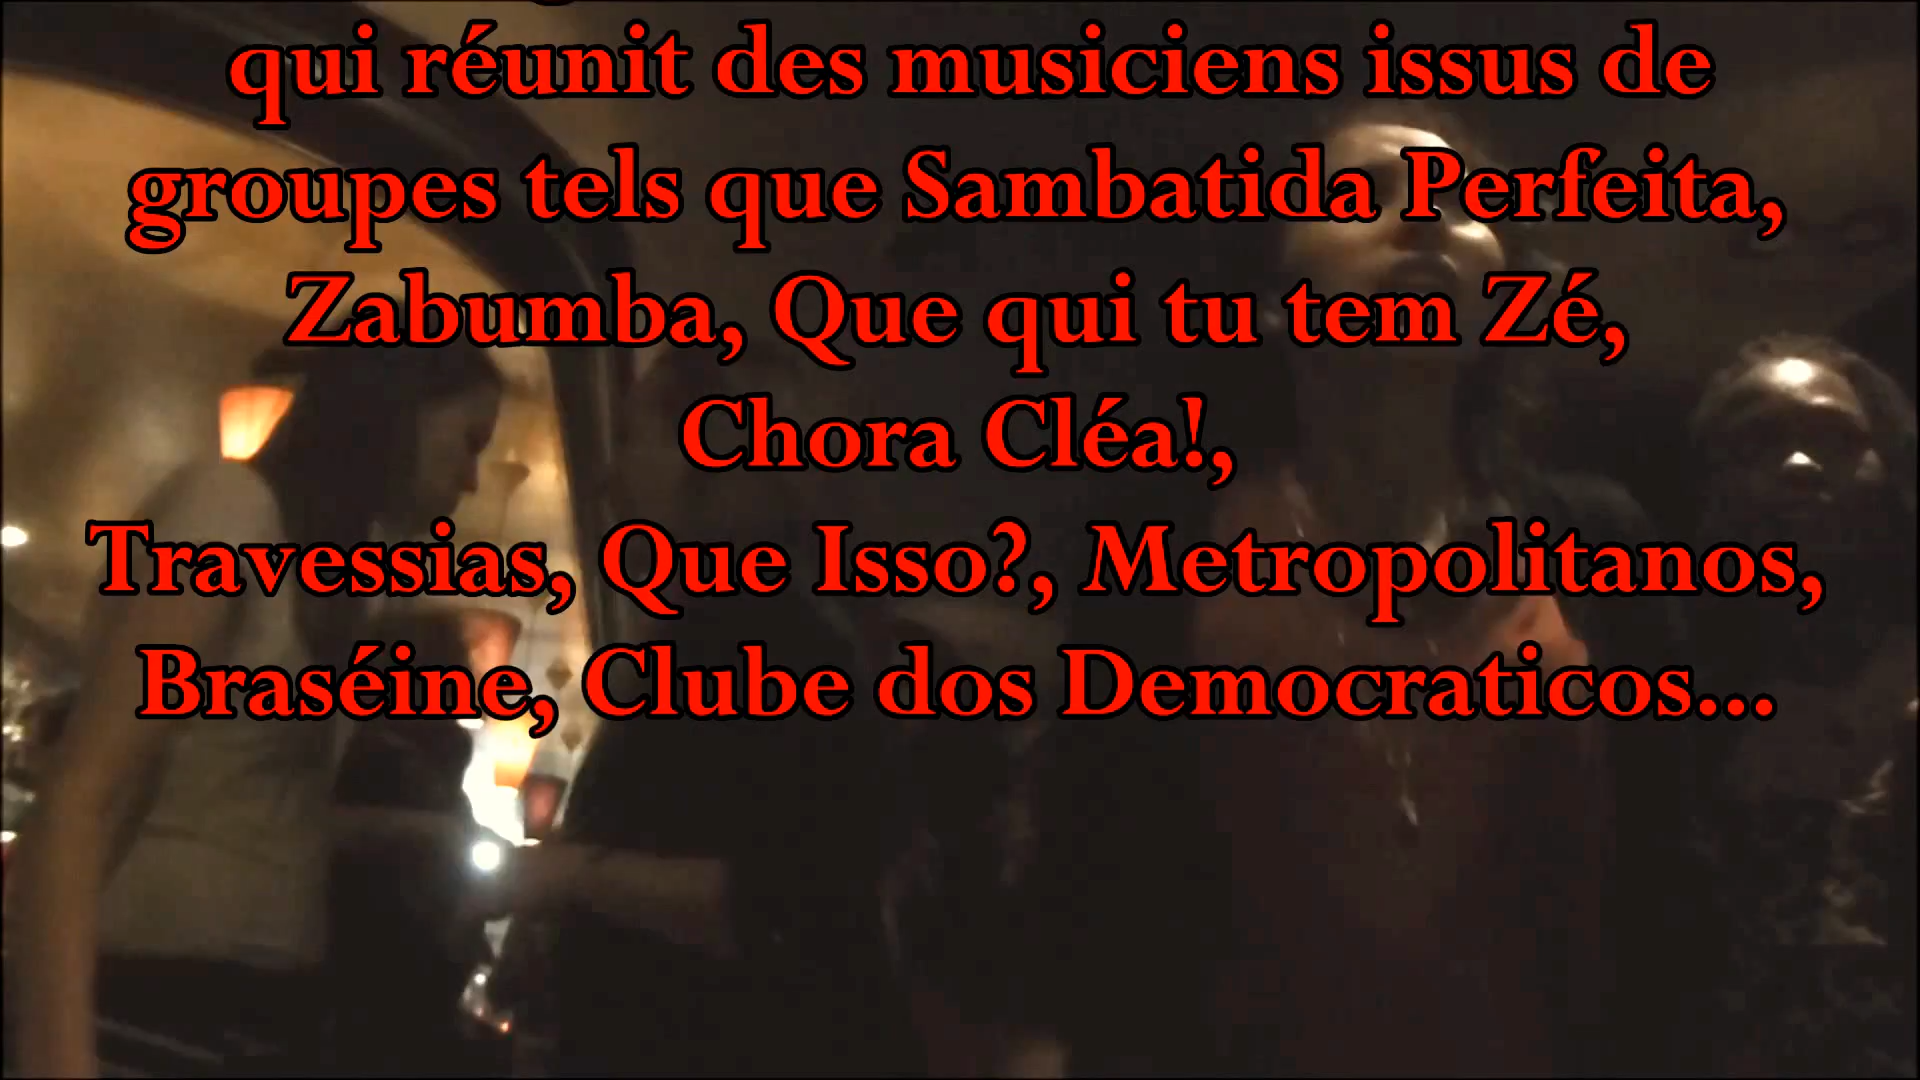 qui réunit des musiciens issus de
groupes tels que Sambatida Perfeita,
Zabumba, Que qui tu tem Zé,
Chora Cléa!,
Travessias, Que Isso?, Metropolitanos,
Braséine, Clube dos Democraticos...